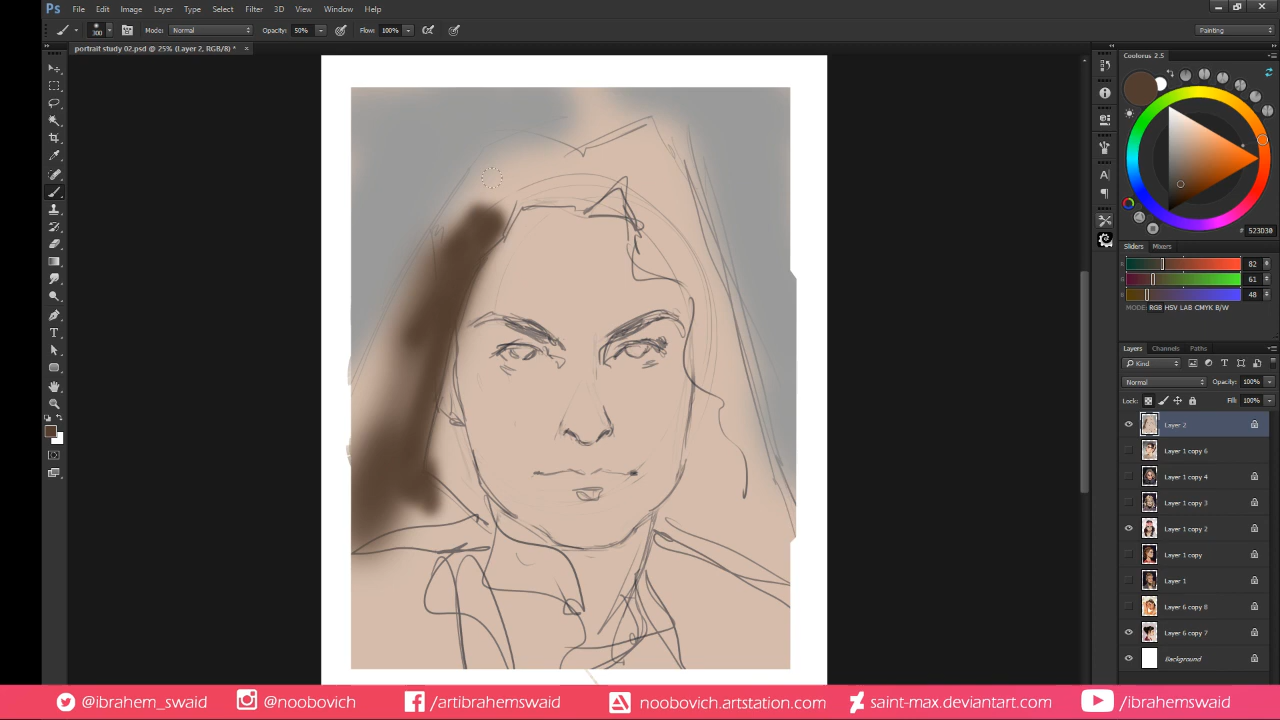 Ps File Edit Image Layer Type Select Filter 3D View Window Help
300 Mode: Normal Opacity: 50% Flow: 100% Painting
portrait study 02.psd @ 25% (Layer 2, RGB/8) * ×
Coolorus 2.5
# 523D30
Sliders Mixers
82
61
48
MODE: RGB HSV LAB CMYK B/W
Layers Channels Paths
Kind
Normal Opacity: 100%
Lock: Fill: 100%
Layer 2
Layer 1 copy 6
Layer 1 copy 4
Layer 1 copy 3
Layer 1 copy 2
Layer 1 copy
Layer 1
Layer 6 copy 8
Layer 6 copy 7
Background
@ibrahem_swaid @noobovich /artibrahemswaid noobovich.artstation.com saint-max.deviantart.com /ibrahemswaid